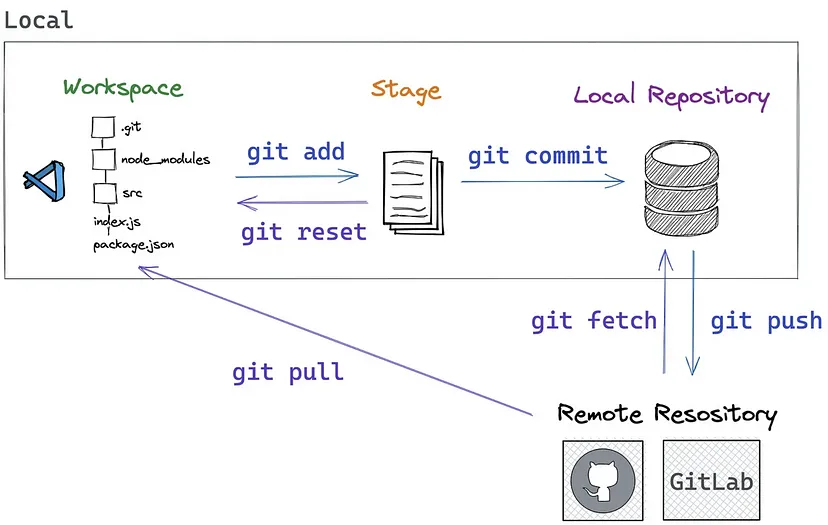 Local
Workspace
Stage
Local Repository
.git
node_modules
src
index.js
package.json
git add
git reset
git commit
git fetch
git push
git pull
Remote Resository
GitLab